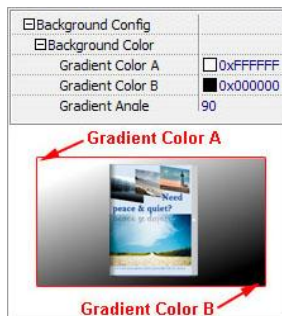 Background Config
Background Color
Gradient Color A
0xFFFFFF
Gradient Color B
0x000000
Gradient Angle
90
Gradient Color A
Need
peace & quiet?
Gradient Color B